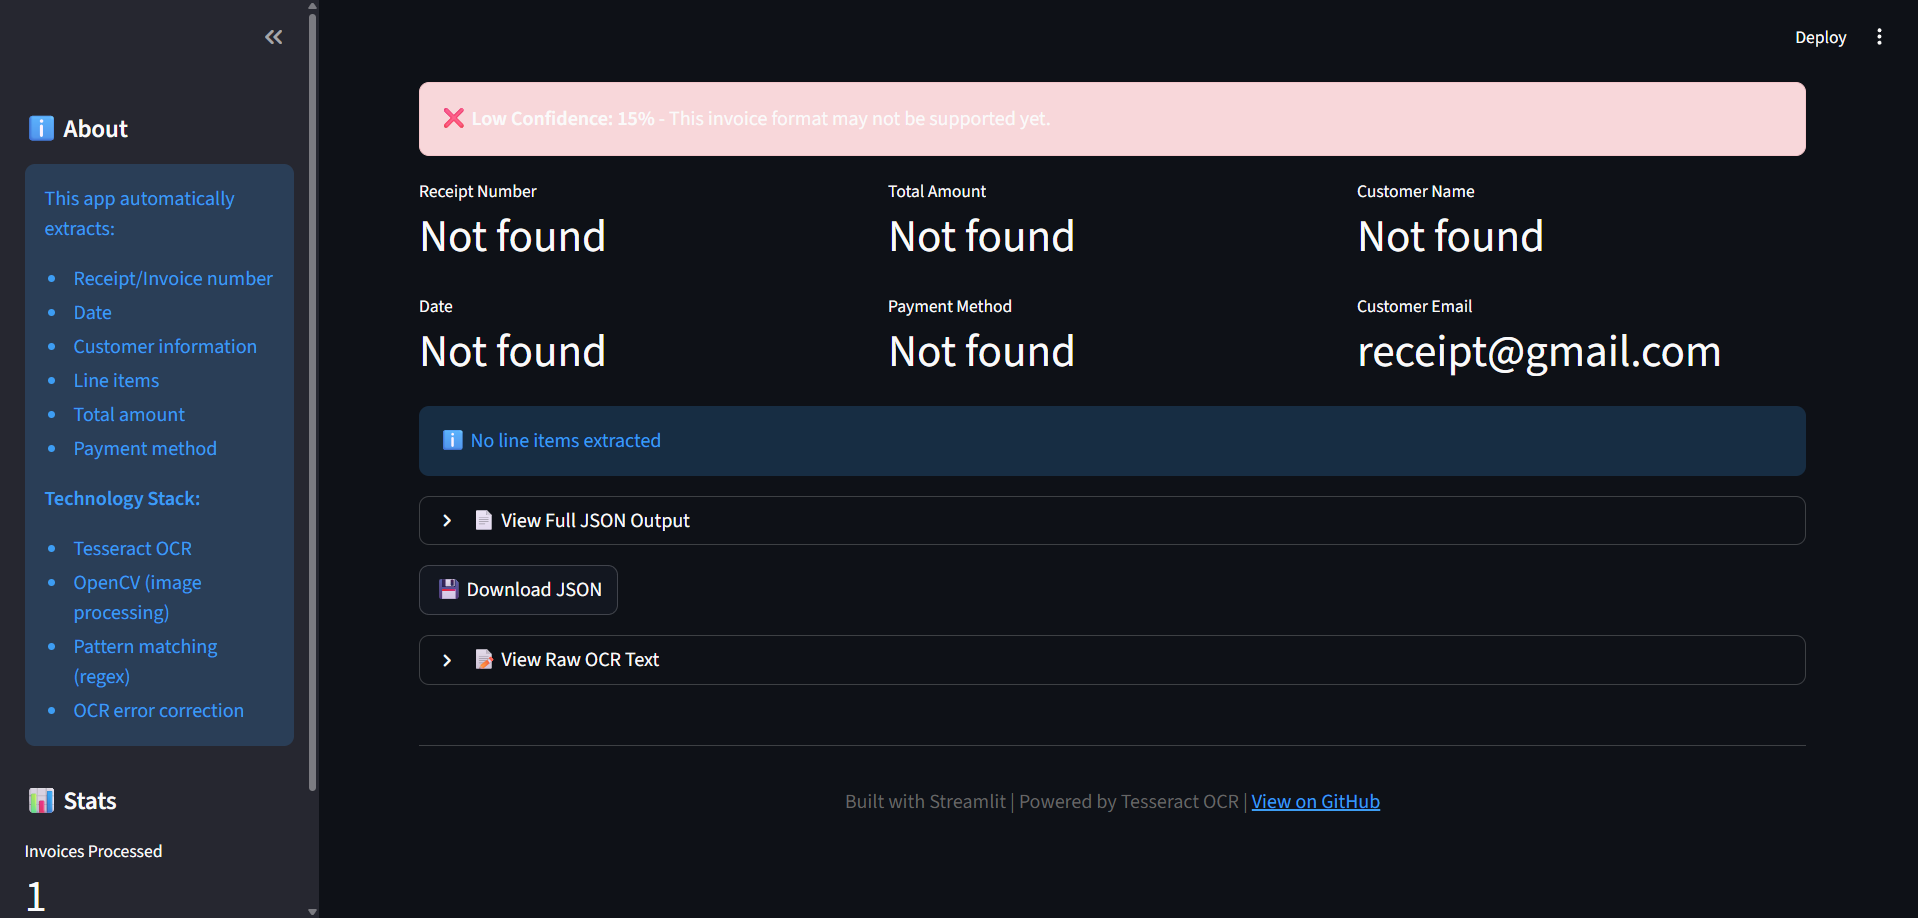 Deploy
About
This app automatically
extracts:
Receipt/Invoice number
Date
Customer information
Line items
Total amount
Payment method
Technology Stack:
Tesseract OCR
OpenCV (image
processing)
Pattern matching
(regex)
OCR error correction
Stats
Invoices Processed
1
Low Confidence: 15% - This invoice format may not be supported yet.
Receipt Number
Not found
Total Amount
Not found
Customer Name
Not found
Date
Not found
Payment Method
Not found
Customer Email
receipt@gmail.com
No line items extracted
View Full JSON Output
Download JSON
View Raw OCR Text
Built with Streamlit | Powered by Tesseract OCR | View on GitHub